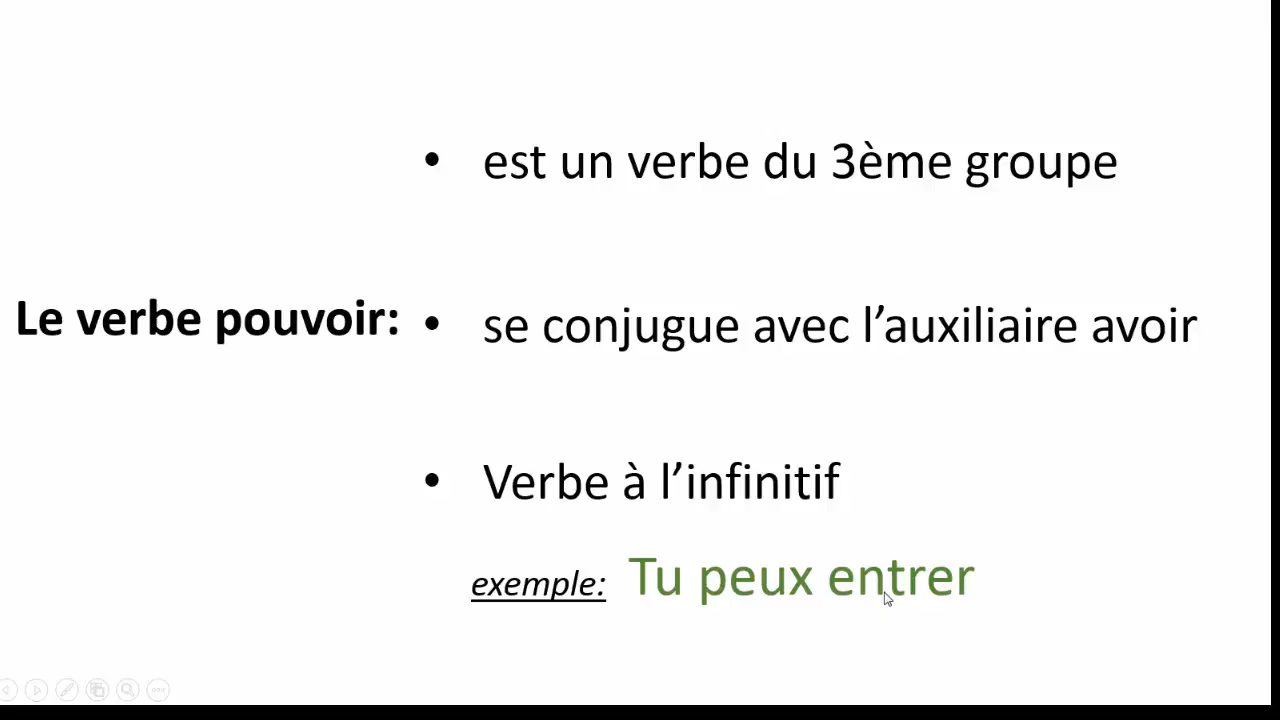 est un verbe du 3ème groupe
Le verbe pouvoir:
se conjugue avec l’auxiliaire avoir
Verbe à l’infinitif
exemple: Tu peux entrer